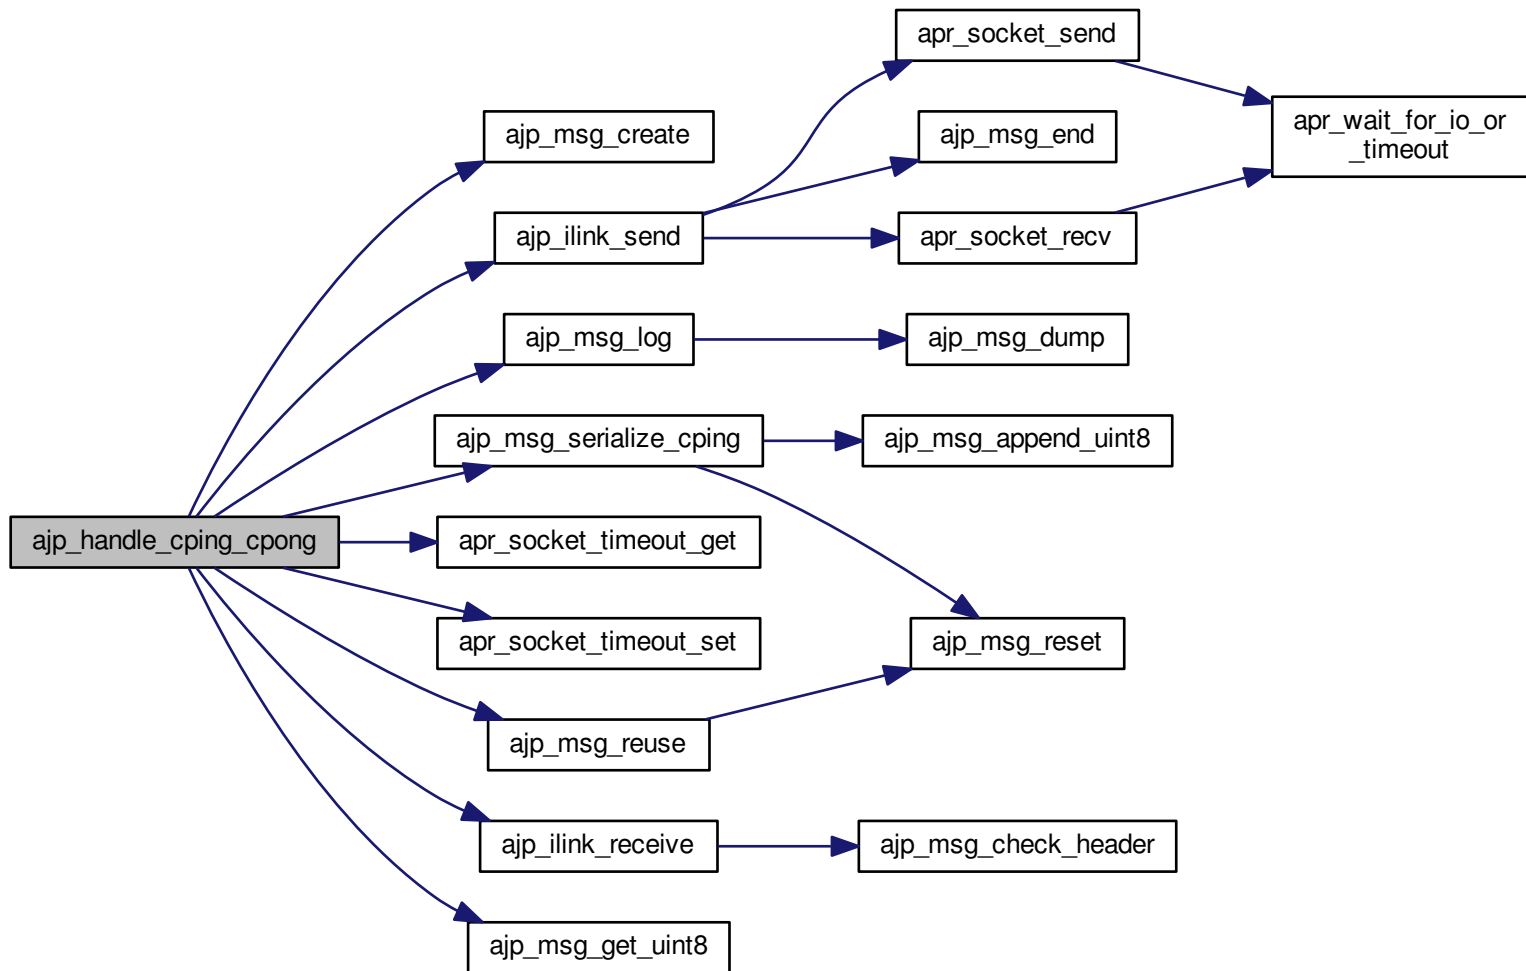 apr_socket_send
apr_wait_for_io_or
_timeout
ajp_msg_create
ajp_msg_end
ajp_ilink_send
apr_socket_recv
ajp_msg_log
ajp_msg_dump
ajp_msg_serialize_cping
ajp_msg_append_uint8
ajp_handle_cping_cpong
apr_socket_timeout_get
apr_socket_timeout_set
ajp_msg_reset
ajp_msg_reuse
ajp_ilink_receive
ajp_msg_check_header
ajp_msg_get_uint8